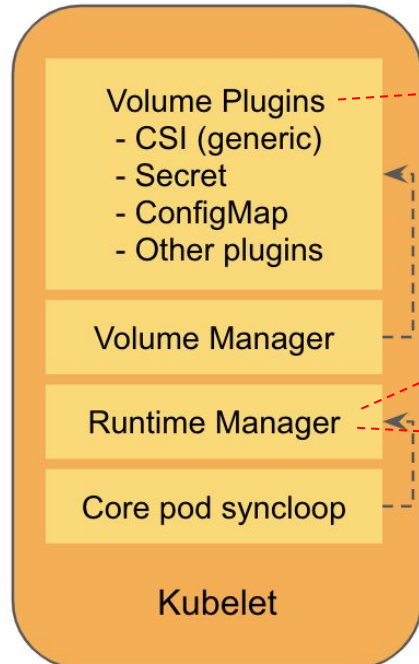 Volume Plugins
- CSI (generic)
- Secret
- ConfigMap
- Other plugins
Volume Manager
Runtime Manager
Core pod syncloop
Kubelet